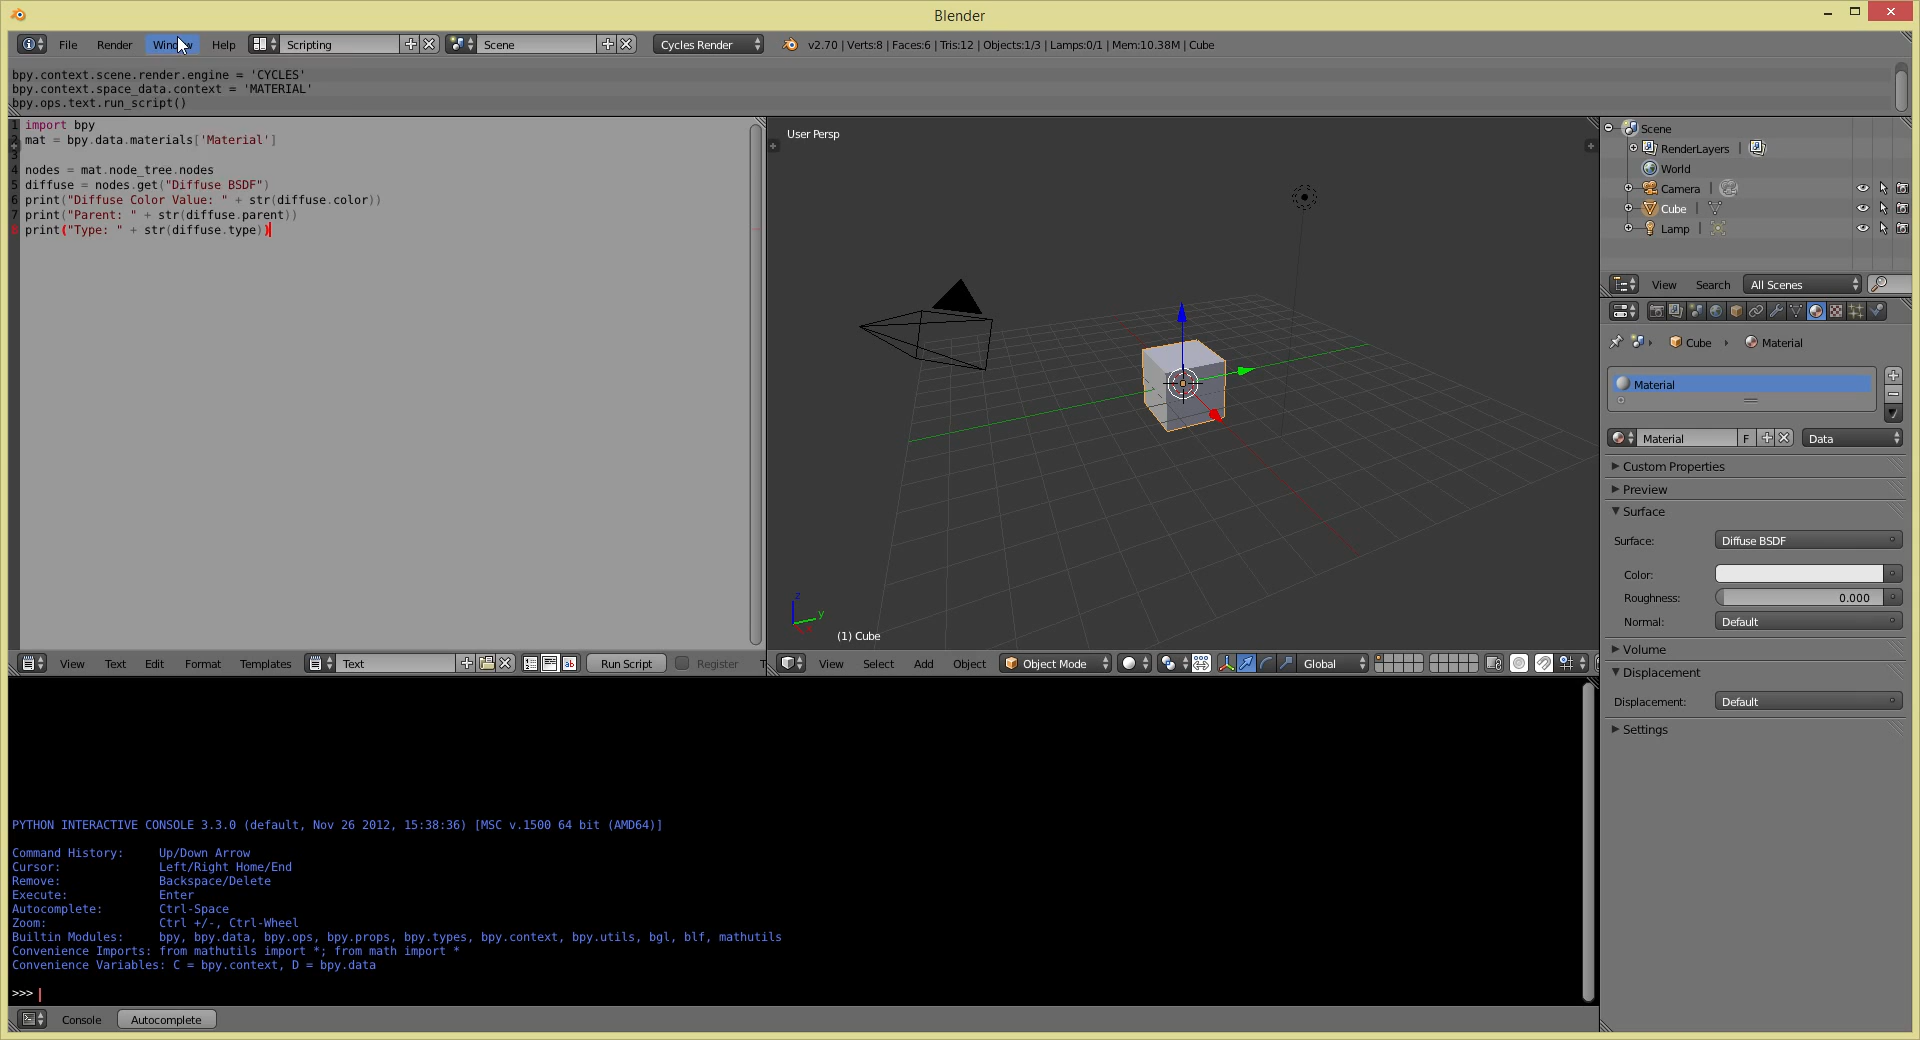 Blender
File Render Window Help Scripting Scene Cycles Render v2.70 | Verts:8 | Faces:6 | Tris:12 | Objects:1/3 | Lamps:0/1 | Mem:10.38M | Cube
bpy.context.scene.render.engine = 'CYCLES'
bpy.context.space_data.context = 'MATERIAL'
bpy.ops.text.run_script()
1 import bpy
2 mat = bpy.data.materials['Material']
3
4 nodes = mat.node_tree.nodes
5 diffuse = nodes.get("Diffuse BSDF")
6 print("Diffuse Color Value: " + str(diffuse.color))
7 print("Parent: " + str(diffuse.parent))
8 print("Type: " + str(diffuse.type))
View Text Edit Format Templates Text Run Script Register T
User Persp
z
y
x
(1) Cube
View Select Add Object Object Mode Global
Scene
RenderLayers |
World
Camera |
Cube |
Lamp |
View Search All Scenes
Cube Material
Material
Material F Data
Custom Properties
Preview
Surface
Surface: Diffuse BSDF
Color:
Roughness: 0.000
Normal: Default
Volume
Displacement
Displacement: Default
Settings
PYTHON INTERACTIVE CONSOLE 3.3.0 (default, Nov 26 2012, 15:38:36) [MSC v.1500 64 bit (AMD64)]
Command History: Up/Down Arrow
Cursor: Left/Right Home/End
Remove: Backspace/Delete
Execute: Enter
Autocomplete: Ctrl-Space
Zoom: Ctrl +/-, Ctrl-Wheel
Builtin Modules: bpy, bpy.data, bpy.ops, bpy.props, bpy.types, bpy.context, bpy.utils, bgl, blf, mathutils
Convenience Imports: from mathutils import *; from math import *
Convenience Variables: C = bpy.context, D = bpy.data
>>>
Console Autocomplete